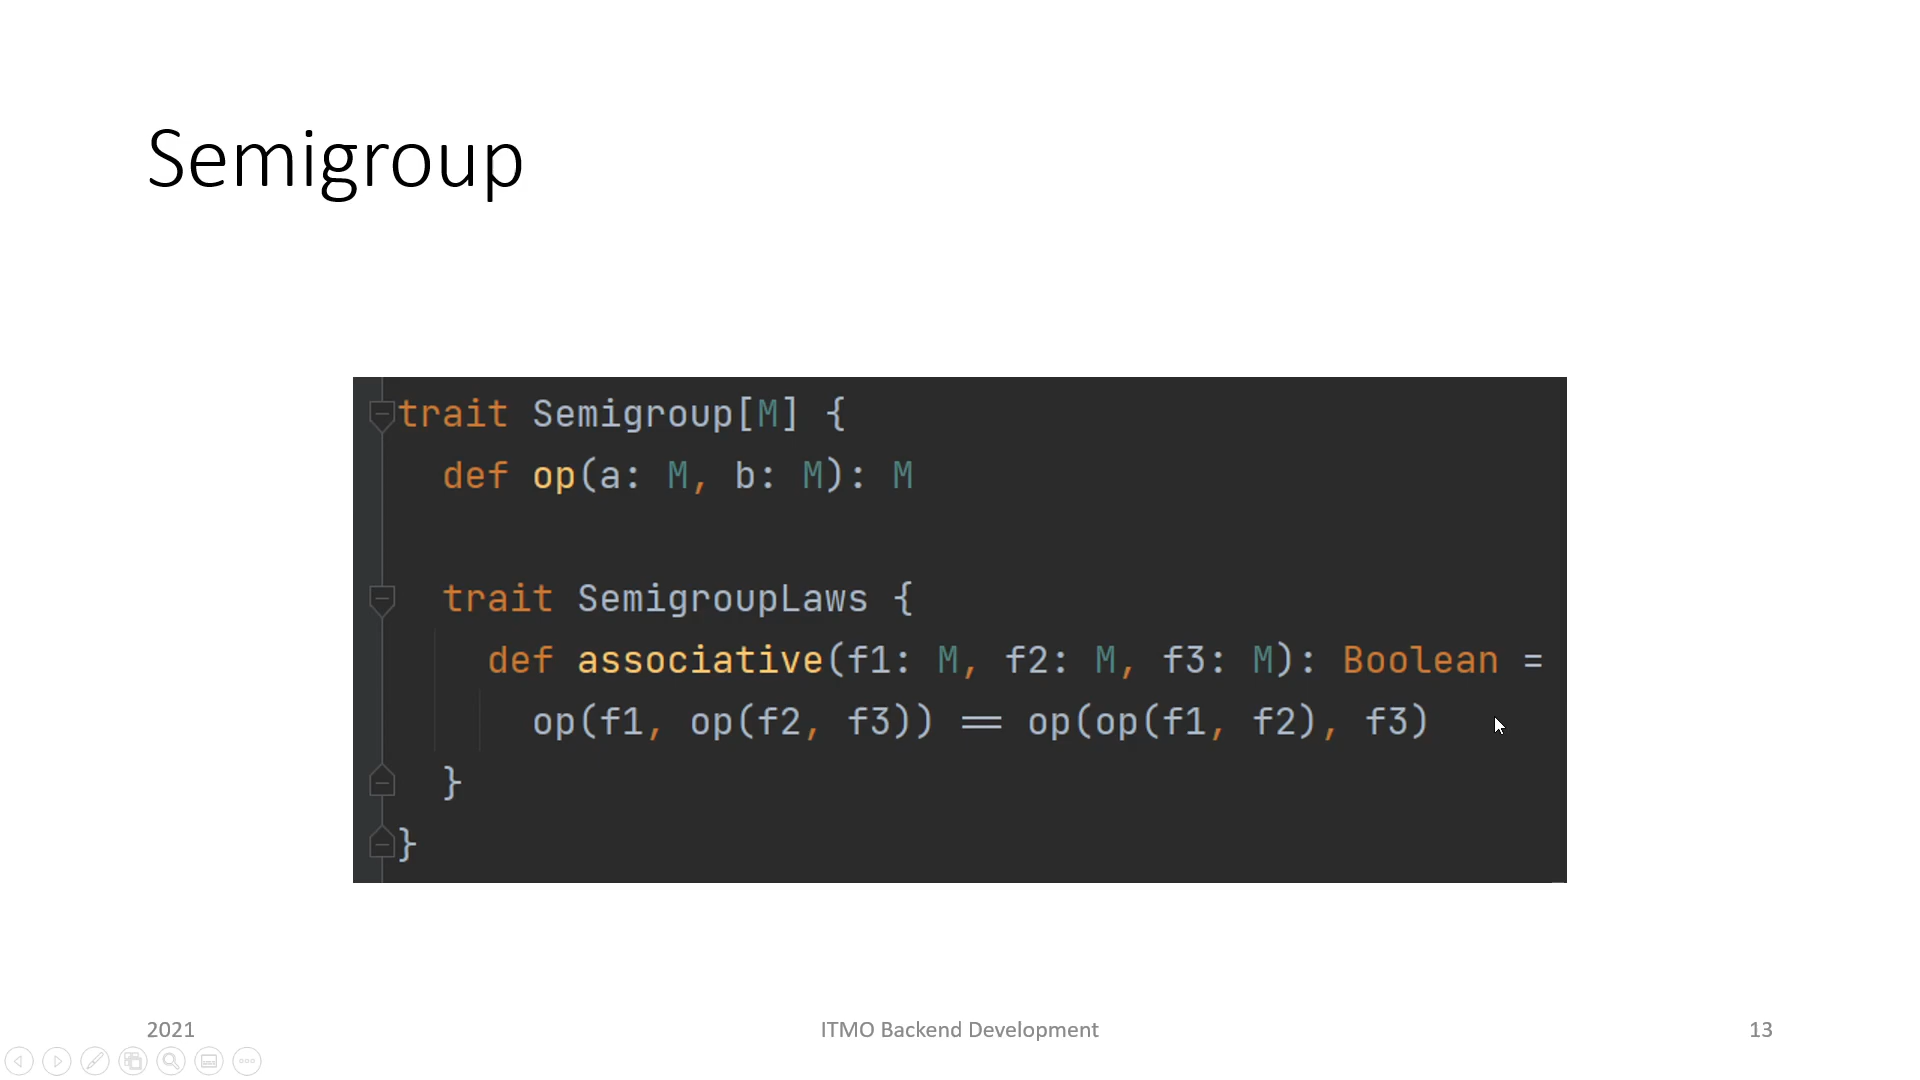 Semigroup
trait Semigroup[M] {
def op(a: M, b: M): M
trait SemigroupLaws {
def associative(f1: M, f2: M, f3: M): Boolean =
op(f1, op(f2, f3)) == op(op(f1, f2), f3)
}
}
2021
ITMO Backend Development
13